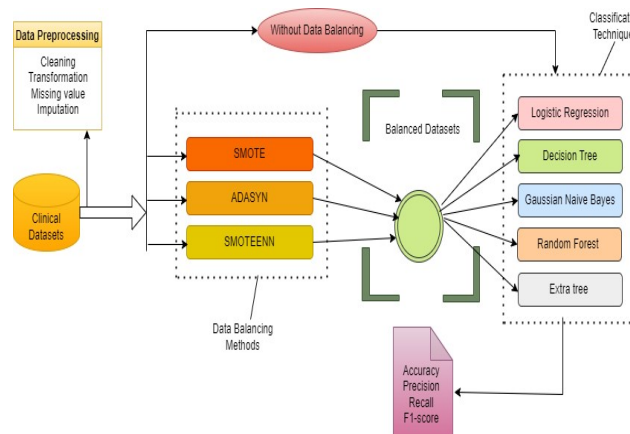 Without Data Balancing
Data Preprocessing
Cleaning
Transformation
Missing value
Imputation
Clinical
Datasets
SMOTE
ADASYN
SMOTEENN
Data Balancing
Methods
Balanced Datasets
Technique
Logistic Regression
Decision Tree
Gaussian Naive Bayes
Random Forest
Extra tree
Accuracy
Precision
Recall
F1-score